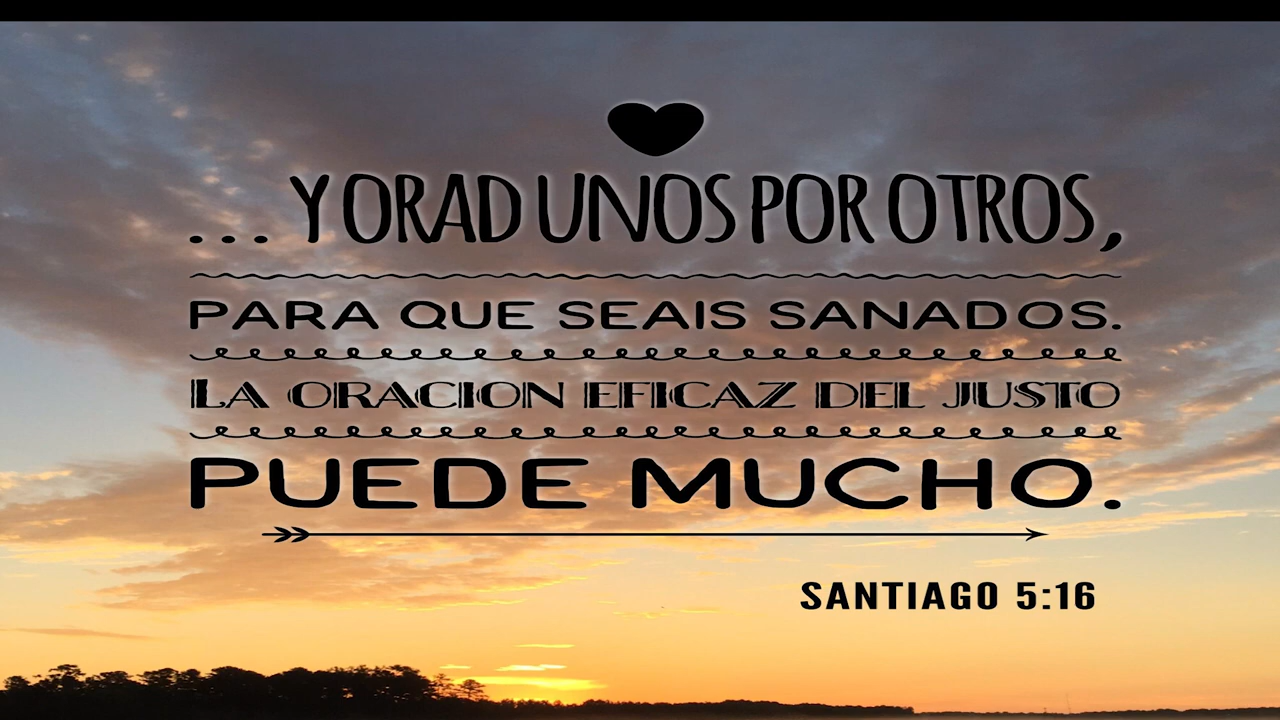 ... Y ORAD UNOS POR OTROS,
PARA QUE SEAIS SANADOS.
LA ORACION EFICAZ DEL JUSTO
PUEDE MUCHO.
SANTIAGO 5:16